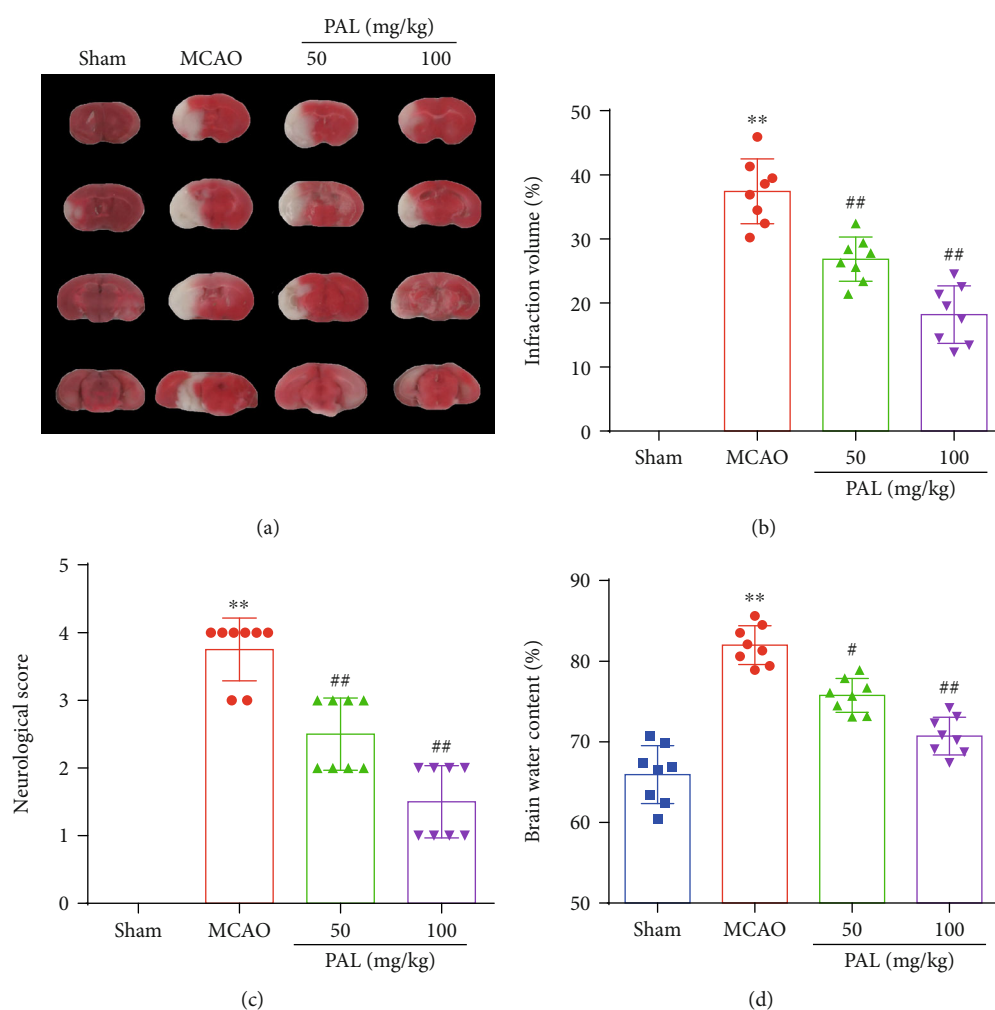 PAL (mg/kg)
Sham MCAO 50 100
(a)
Infraction volume (%)
50
40
30
20
10
0
**
##
##
Sham MCAO 50 100
PAL (mg/kg)
(b)
Neurological score
5
4
3
2
1
0
**
##
##
Sham MCAO 50 100
PAL (mg/kg)
(c)
Brain water content (%)
90
80
70
60
50
**
#
##
Sham MCAO 50 100
PAL (mg/kg)
(d)